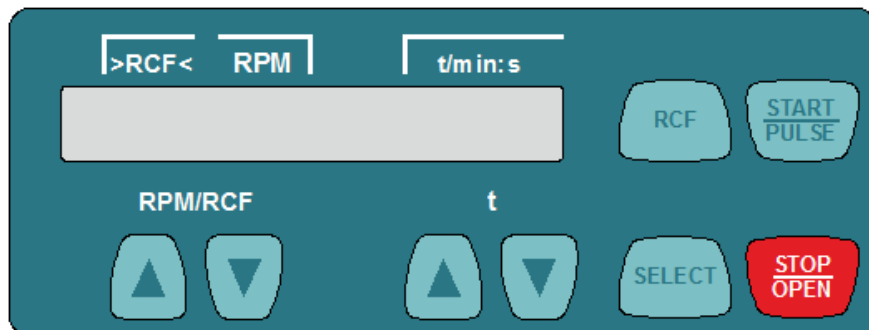 >RCF< RPM t/min:s
RCF START
PULSE
RPM/RCF t
SELECT STOP
OPEN